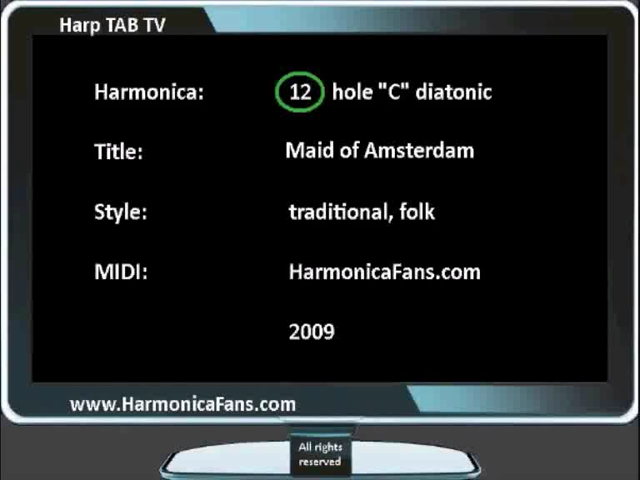 Harp TAB TV
Harmonica: 12 hole "C" diatonic
Title: Maid of Amsterdam
Style: traditional, folk
MIDI: HarmonicaFans.com
2009
www.HarmonicaFans.com
All rights
reserved